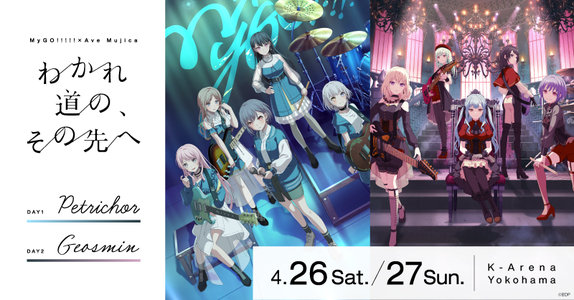 MyGO!!!!!×Ave Mujica
わかれ
道の、
その先へ
DAY1 Petrichor
DAY2 Geosmin
4.26 Sat. / 27 Sun.
K-Arena
Yokohama
©BDP